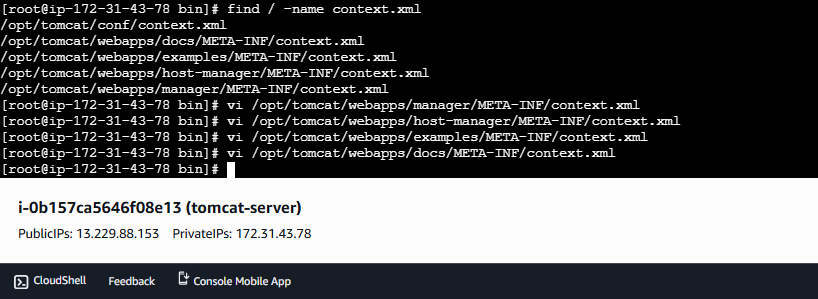 [root@ip-172-31-43-78 bin]# find / -name context.xml
/opt/tomcat/conf/context.xml
/opt/tomcat/webapps/docs/META-INF/context.xml
/opt/tomcat/webapps/examples/META-INF/context.xml
/opt/tomcat/webapps/host-manager/META-INF/context.xml
/opt/tomcat/webapps/manager/META-INF/context.xml
[root@ip-172-31-43-78 bin]# vi /opt/tomcat/webapps/manager/META-INF/context.xml
[root@ip-172-31-43-78 bin]# vi /opt/tomcat/webapps/host-manager/META-INF/context.xml
[root@ip-172-31-43-78 bin]# vi /opt/tomcat/webapps/examples/META-INF/context.xml
[root@ip-172-31-43-78 bin]# vi /opt/tomcat/webapps/docs/META-INF/context.xml
[root@ip-172-31-43-78 bin]#
i-0b157ca5646f08e13 (tomcat-server)
PublicIPs: 13.229.88.153 PrivateIPs: 172.31.43.78
CloudShell Feedback Console Mobile App